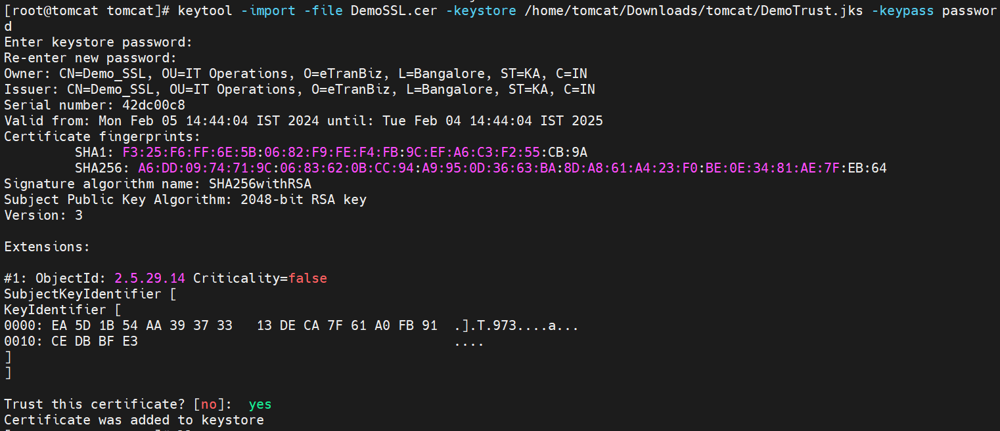 [root@tomcat tomcat]# keytool -import -file DemoSSL.cer -keystore /home/tomcat/Downloads/tomcat/DemoTrust.jks -keypass passwor
d
Enter keystore password:
Re-enter new password:
Owner: CN=Demo_SSL, OU=IT Operations, O=eTranBiz, L=Bangalore, ST=KA, C=IN
Issuer: CN=Demo_SSL, OU=IT Operations, O=eTranBiz, L=Bangalore, ST=KA, C=IN
Serial number: 42dc00c8
Valid from: Mon Feb 05 14:44:04 IST 2024 until: Tue Feb 04 14:44:04 IST 2025
Certificate fingerprints:
SHA1: F3:25:F6:FF:6E:5B:06:82:F9:FE:F4:FB:9C:EF:A6:C3:F2:55:CB:9A
SHA256: A6:DD:09:74:71:9C:06:83:62:0B:CC:94:A9:95:0D:36:63:BA:8D:A8:61:A4:23:F0:BE:0E:34:81:AE:7F:EB:64
Signature algorithm name: SHA256withRSA
Subject Public Key Algorithm: 2048-bit RSA key
Version: 3
Extensions:
#1: ObjectId: 2.5.29.14 Criticality=false
SubjectKeyIdentifier [
KeyIdentifier [
0000: EA 5D 1B 54 AA 39 37 33   13 DE CA 7F 61 A0 FB 91  .].T.973....a...
0010: CE DB BF E3                                        ....
]
]
Trust this certificate? [no]:  yes
Certificate was added to keystore